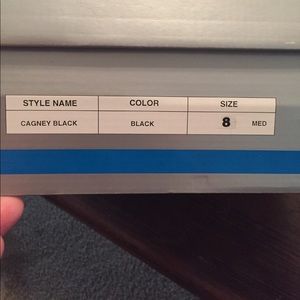 STYLE NAME COLOR SIZE
CAGNEY BLACK BLACK 8 MED